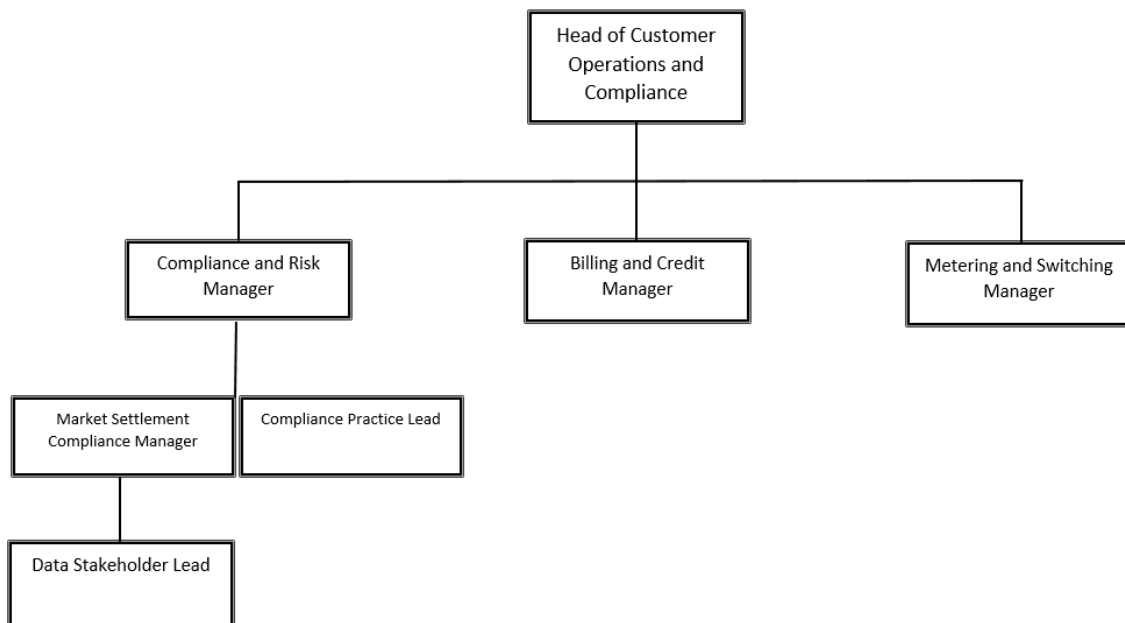 Head of Customer
Operations and
Compliance
Compliance and Risk
Manager
Billing and Credit
Manager
Metering and Switching
Manager
Market Settlement
Compliance Manager
Compliance Practice Lead
Data Stakeholder Lead